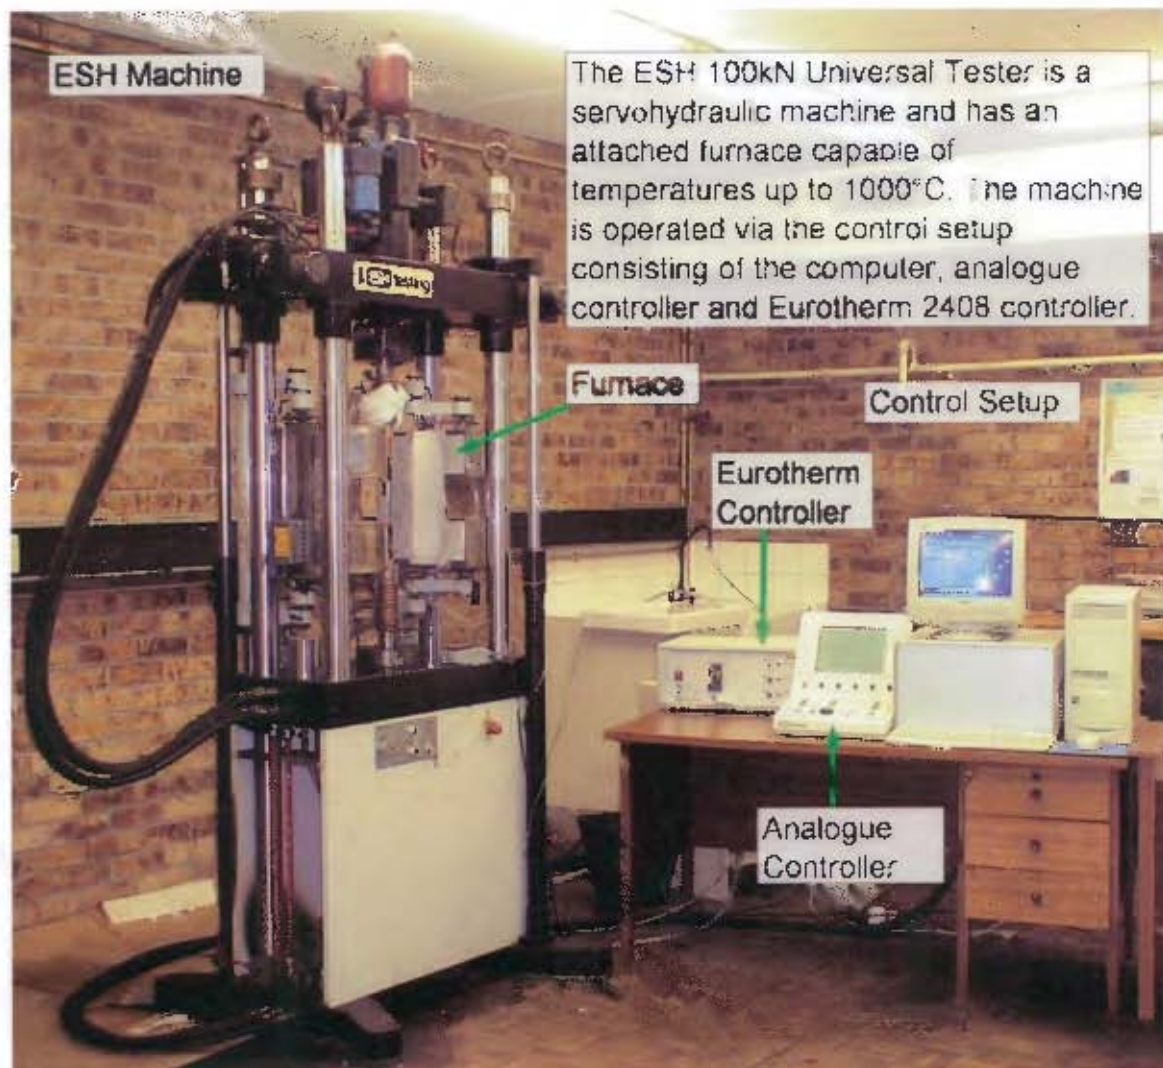 ESH Machine
The ESH 100kN Universal Tester is a
servohydraulic machine and has an
attached furnace capable of
temperatures up to 1000°C. The machine
is operated via the control setup
consisting of the computer, analogue
controller and Eurotherm 2408 controller.
ESH testing
Furnace
Control Setup
Eurotherm
Controller
Analogue
Controller